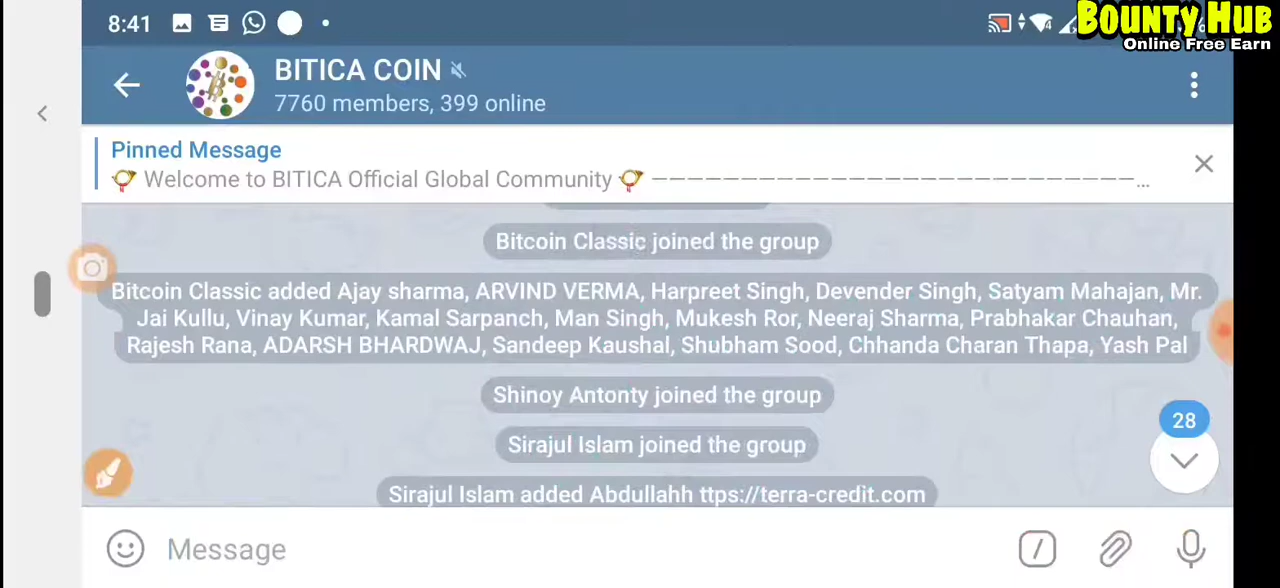 8:41
BOUNTY HUB
Online Free Earn
BITICA COIN
7760 members, 399 online
Pinned Message
Welcome to BITICA Official Global Community —————————————————————————...
Bitcoin Classic joined the group
Bitcoin Classic added Ajay sharma, ARVIND VERMA, Harpreet Singh, Devender Singh, Satyam Mahajan, Mr.
Jai Kullu, Vinay Kumar, Kamal Sarpanch, Man Singh, Mukesh Ror, Neeraj Sharma, Prabhakar Chauhan,
Rajesh Rana, ADARSH BHARDWAJ, Sandeep Kaushal, Shubham Sood, Chhanda Charan Thapa, Yash Pal
Shinoy Antonty joined the group
28
Sirajul Islam joined the group
Sirajul Islam added Abdullahh ttps://terra-credit.com
Message